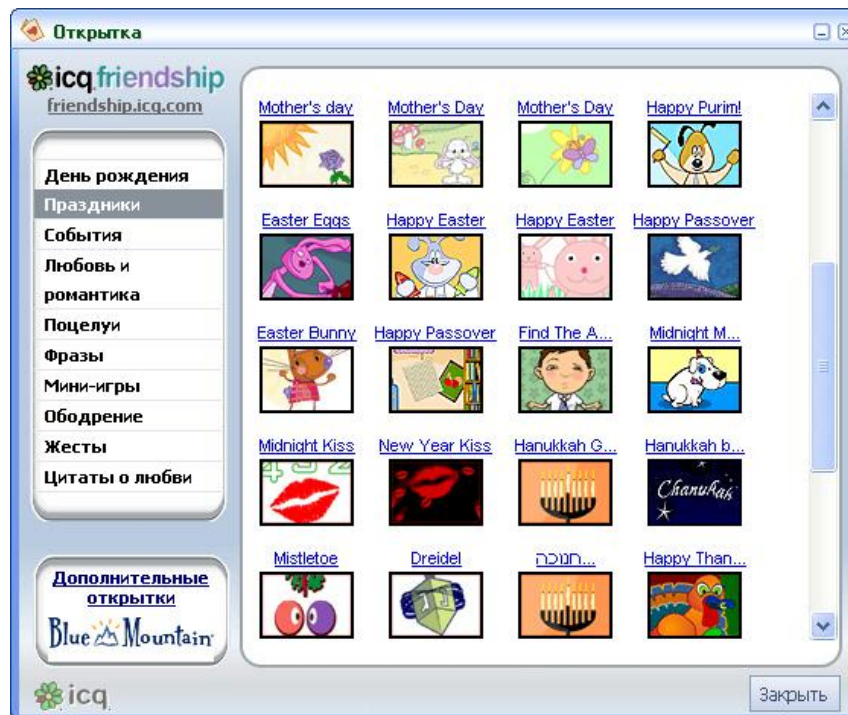 Открытка
icq friendship
friendship.icq.com
День рождения
Праздники
События
Любовь и
романтика
Поцелуи
Фразы
Мини-игры
Ободрение
Жесты
Цитаты о любви
Дополнительные
открытки
Blue Mountain
icq
Mother's day Mother's Day Mother's Day Happy Purim!
Easter Eggs Happy Easter Happy Easter Happy Passover
Easter Bunny Happy Passover Find The A... Midnight M...
Midnight Kiss New Year Kiss Hanukkah G... Hanukkah b...
4 3 2
Chanukah
Mistletoe Dreidel חנוכה... Happy Than...
Закрыть